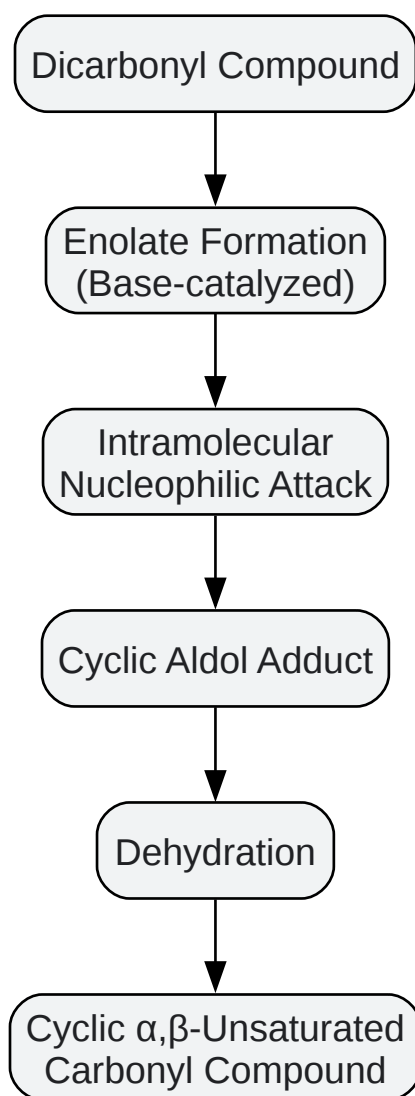 Dicarbonyl Compound
Enolate Formation
(Base-catalyzed)
Intramolecular
Nucleophilic Attack
Cyclic Aldol Adduct
Dehydration
Cyclic α,β-Unsaturated
Carbonyl Compound